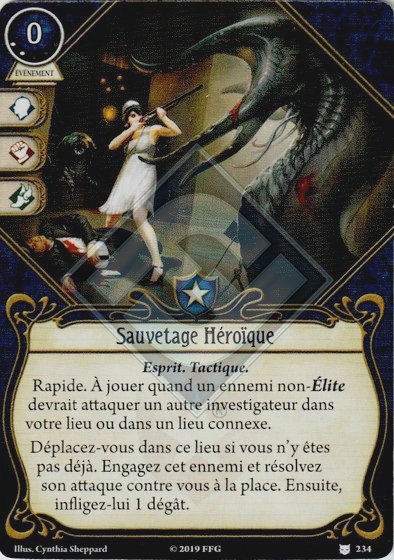 0
ÉVÉNEMENT
Sauvetage Héroïque
Esprit. Tactique.
Rapide. À jouer quand un ennemi non-Élite
devrait attaquer un autre investigateur dans
votre lieu ou dans un lieu connexe.
Déplacez-vous dans ce lieu si vous n'y êtes
pas déjà. Engagez cet ennemi et résolvez
son attaque contre vous à la place. Ensuite,
infligez-lui 1 dégât.
Illus. Cynthia Sheppard © 2019 FFG 234